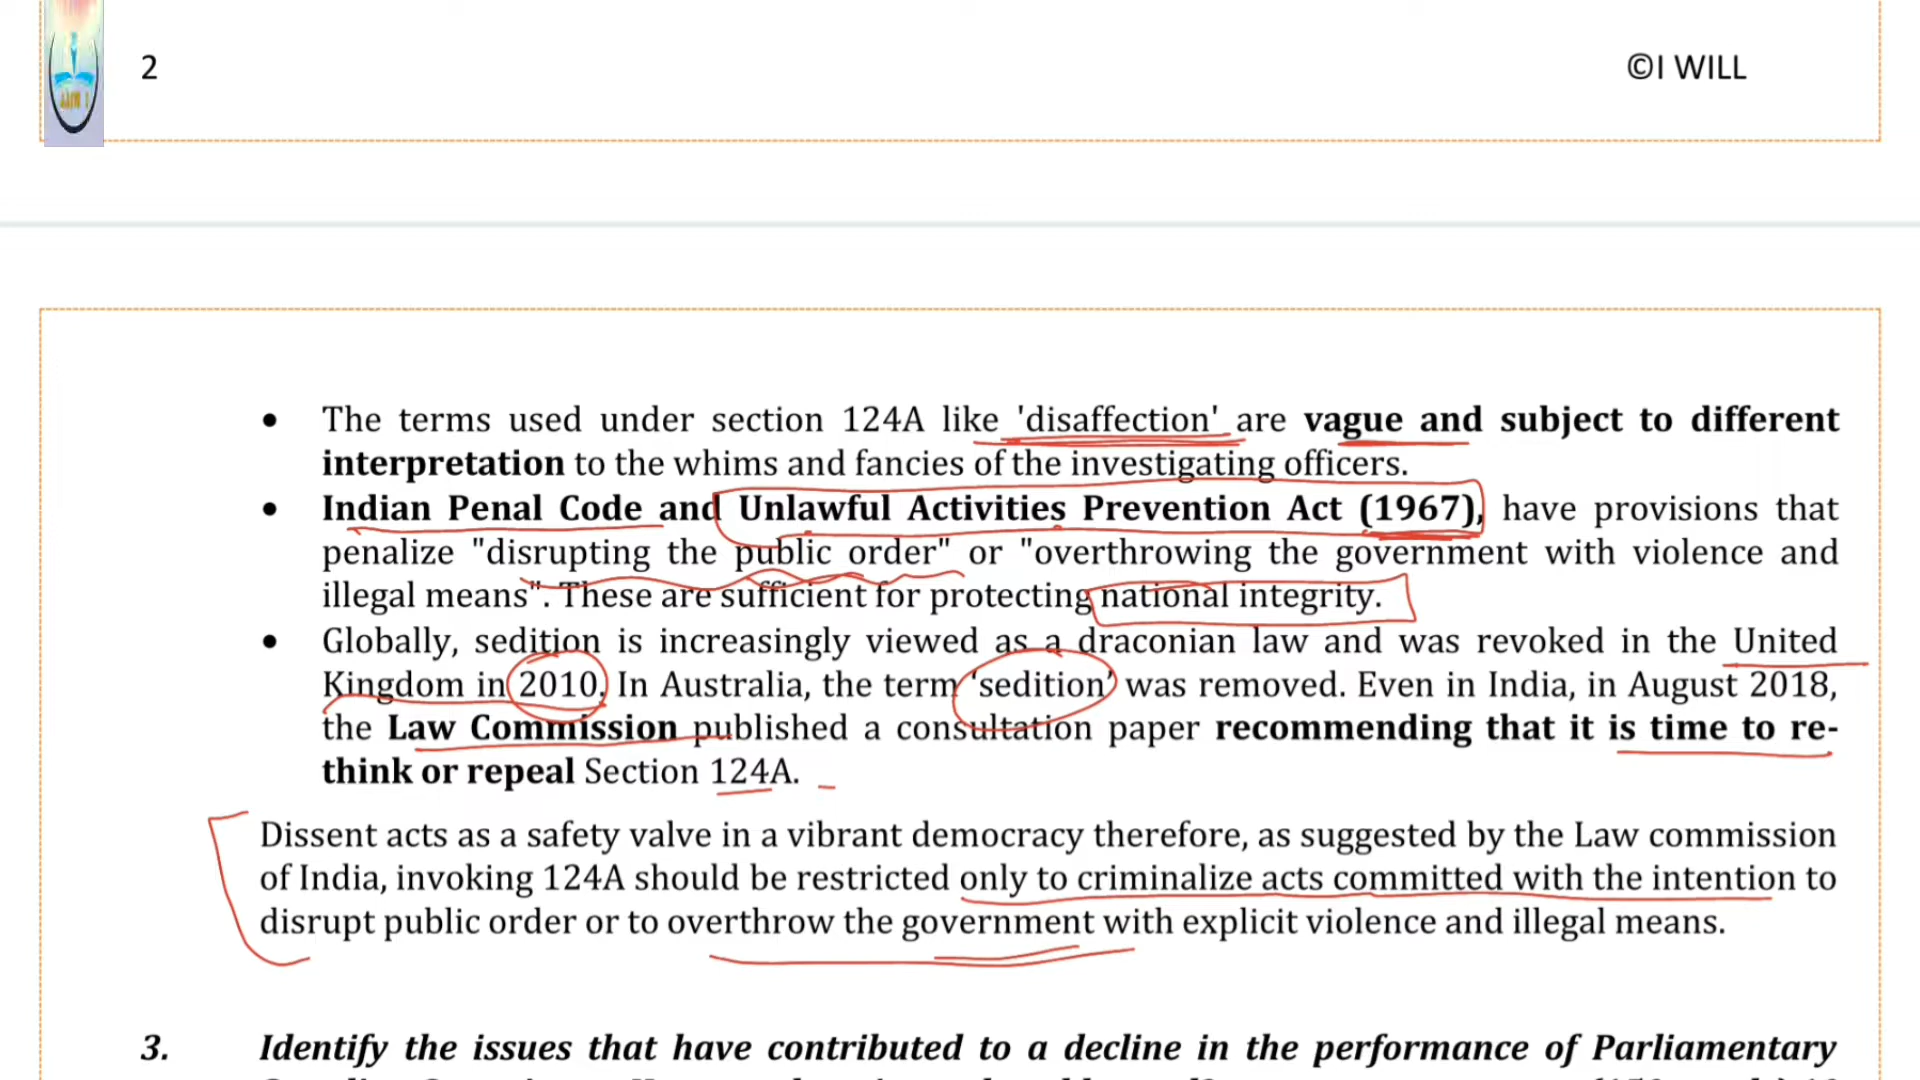 2
©I WILL
• The terms used under section 124A like 'disaffection' are vague and subject to different
interpretation to the whims and fancies of the investigating officers.
• Indian Penal Code and Unlawful Activities Prevention Act (1967), have provisions that
penalize "disrupting the public order" or "overthrowing the government with violence and
illegal means". These are sufficient for protecting national integrity.
• Globally, sedition is increasingly viewed as a draconian law and was revoked in the United
Kingdom in 2010. In Australia, the term 'sedition' was removed. Even in India, in August 2018,
the Law Commission published a consultation paper recommending that it is time to re-
think or repeal Section 124A.
Dissent acts as a safety valve in a vibrant democracy therefore, as suggested by the Law commission
of India, invoking 124A should be restricted only to criminalize acts committed with the intention to
disrupt public order or to overthrow the government with explicit violence and illegal means.
3. Identify the issues that have contributed to a decline in the performance of Parliamentary